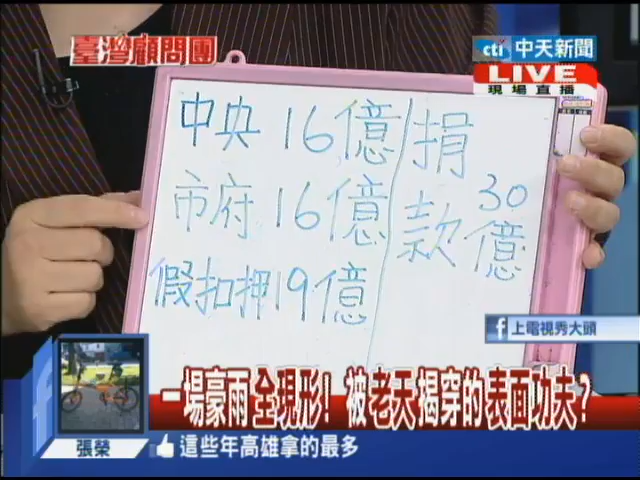 臺灣顧問團
cti 中天新聞
LIVE
現場直播
中央 16億
市府 16億
假扣押 19億
捐款 30億
上電視秀大頭
一場豪雨全現形! 被老天揭穿的表面功夫?
張榮
這些年高雄拿的最多